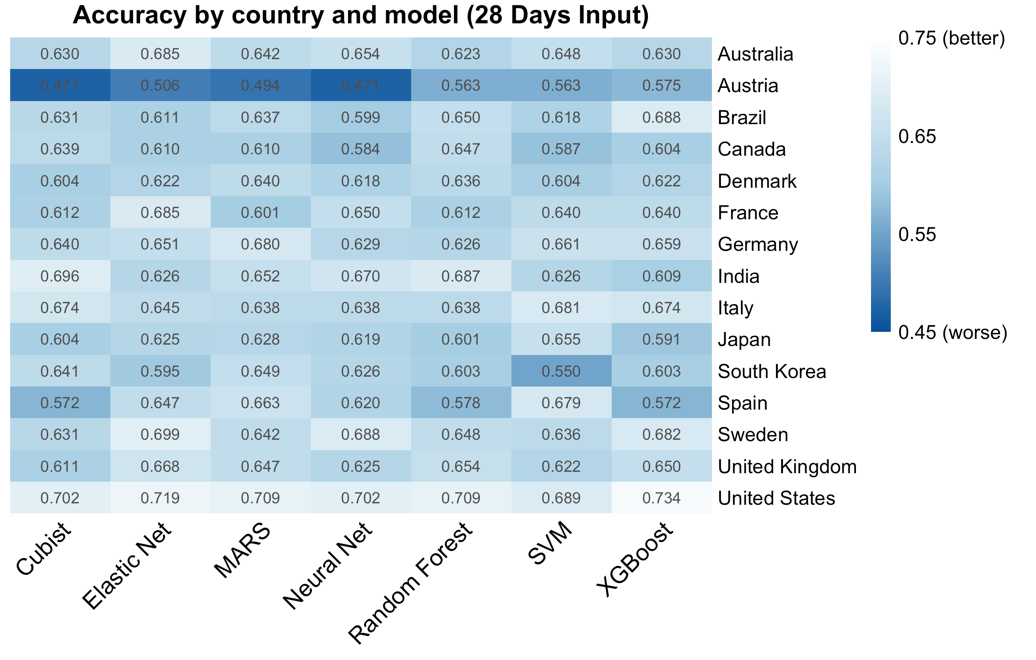 Accuracy by country and model (28 Days Input)
0.630 0.685 0.642 0.654 0.623 0.648 0.630 Australia
0.471 0.506 0.494 0.471 0.563 0.563 0.575 Austria
0.631 0.611 0.637 0.599 0.650 0.618 0.688 Brazil
0.639 0.610 0.610 0.584 0.647 0.587 0.604 Canada
0.604 0.622 0.640 0.618 0.636 0.604 0.622 Denmark
0.612 0.685 0.601 0.650 0.612 0.640 0.640 France
0.640 0.651 0.680 0.629 0.626 0.661 0.659 Germany
0.696 0.626 0.652 0.670 0.687 0.626 0.609 India
0.674 0.645 0.638 0.638 0.638 0.681 0.674 Italy
0.604 0.625 0.628 0.619 0.601 0.655 0.591 Japan
0.641 0.595 0.649 0.626 0.603 0.550 0.603 South Korea
0.572 0.647 0.663 0.620 0.578 0.679 0.572 Spain
0.631 0.699 0.642 0.688 0.648 0.636 0.682 Sweden
0.611 0.668 0.647 0.625 0.654 0.622 0.650 United Kingdom
0.702 0.719 0.709 0.702 0.709 0.689 0.734 United States
Cubist
Elastic Net
MARS
Neural Net
Random Forest
SVM
XGBoost
0.75 (better)
0.65
0.55
0.45 (worse)